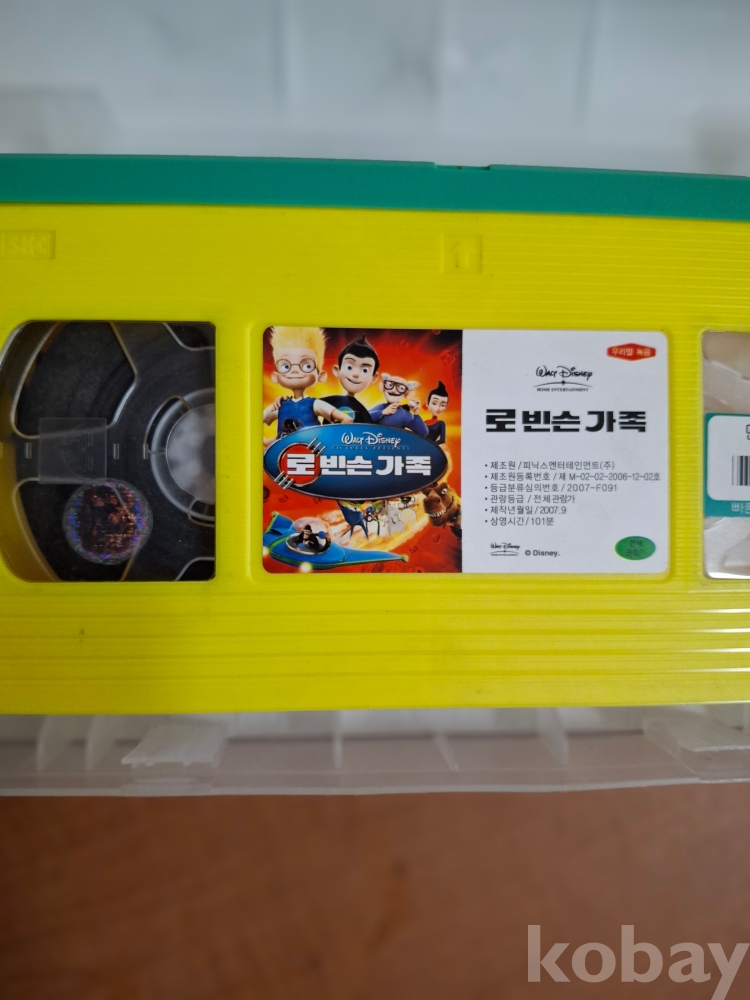 Walt Disney
PICTURES PRESENTS
로빈슨 가족
우리말 녹음
Walt Disney
HOME ENTERTAINMENT
로빈슨 가족
• 제조원 / 피닉스엔터테인먼트(주)
• 제조원등록번호 / 제 M-02-02-2006-12-02호
• 등급분류심의번호 / 2007-F091
• 관람등급 / 전체관람가
• 제작년월일 / 2007.9
• 상영시간 / 101분
Walt Disney
© Disney.
kobay